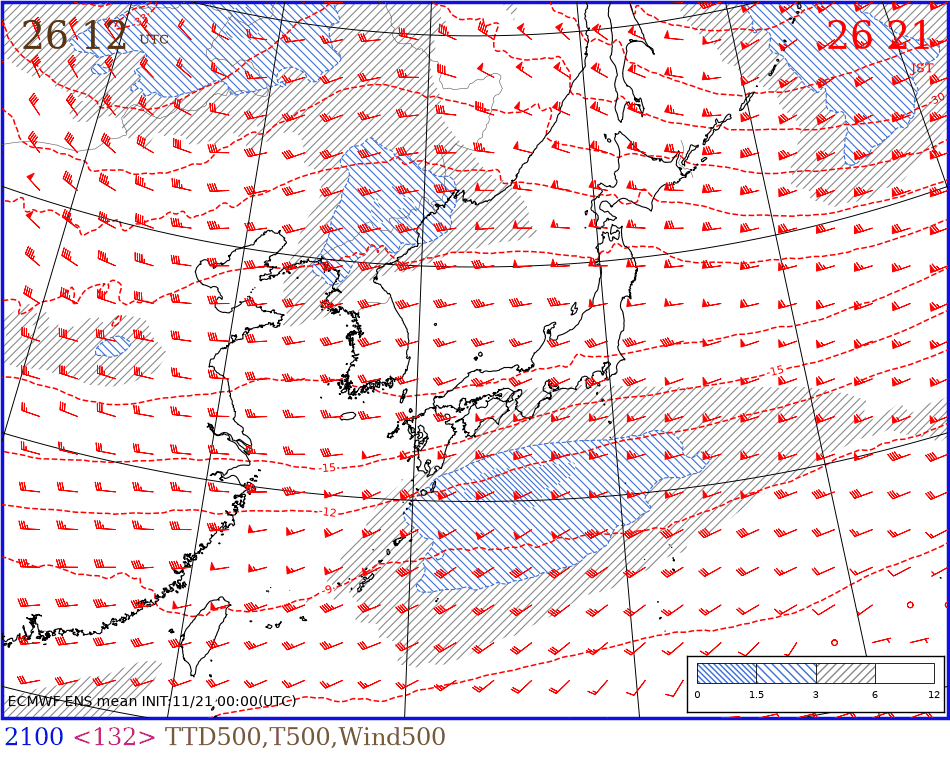 26 12 UTC
26 21
JST
-30
-15
-15
-12
-9
ECMWF ENS mean INIT:11/21 00:00(UTC)
0 1.5 3 6 12
2100 <132> TTD500,T500,Wind500